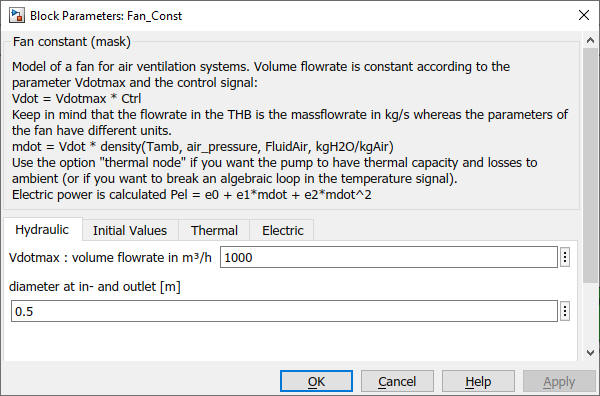 Block Parameters: Fan_Const
Fan constant (mask)
Model of a fan for air ventilation systems. Volume flowrate is constant according to the
parameter Vdotmax and the control signal:
Vdot = Vdotmax * Ctrl
Keep in mind that the flowrate in the THB is the massflowrate in kg/s whereas the parameters of
the fan have different units.
mdot = Vdot * density(Tamb, air_pressure, FluidAir, kgH2O/kgAir)
Use the option "thermal node" if you want the pump to have thermal capacity and losses to
ambient (or if you want to break an algebraic loop in the temperature signal).
Electric power is calculated Pel = e0 + e1*mdot + e2*mdot^2
Hydraulic Initial Values Thermal Electric
Vdotmax : volume flowrate in m³/h 1000
diameter at in- and outlet [m]
0.5
OK Cancel Help Apply